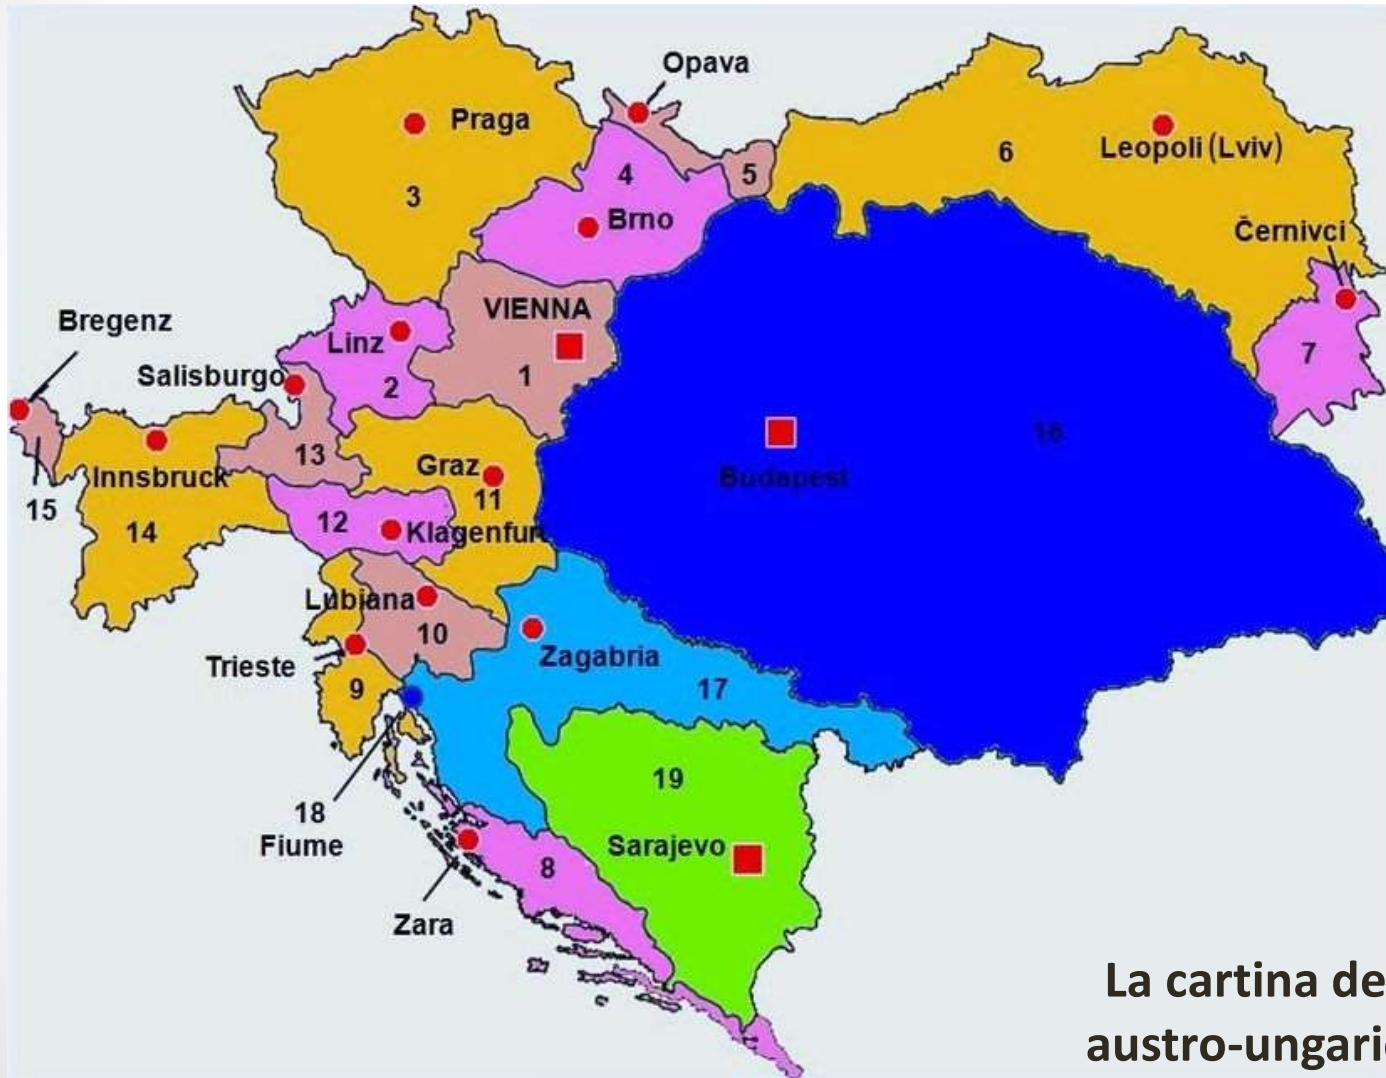 Opava
Praga
6
Leopoli (Lviv)
4
5
3
Brno
Černivci
VIENNA
Bregenz
Linz
7
Salisburgo
1
2
16
13
Graz
Innsbruck
Budapest
11
15
12
14
Klagenfurt
Lubiana
10
Zagabria
Trieste
9
17
19
18
Fiume
Sarajevo
8
Zara
La cartina de
austro-ungari